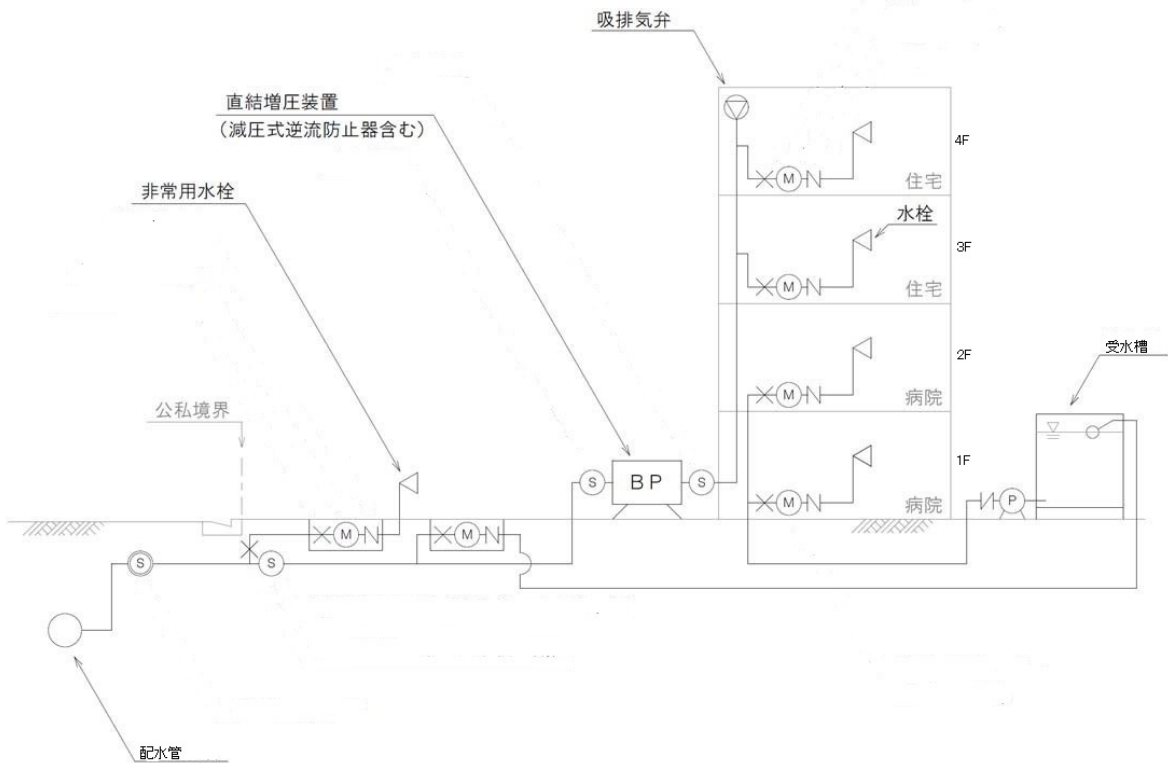 吸排気弁
直結増圧装置
（減圧式逆流防止器含む）
4F
M
住宅
非常用水栓
水栓
3F
M
住宅
受水槽
2F
M
病院
公私境界
1F
S
BP
S
M
病院
P
M
M
S
S
配水管